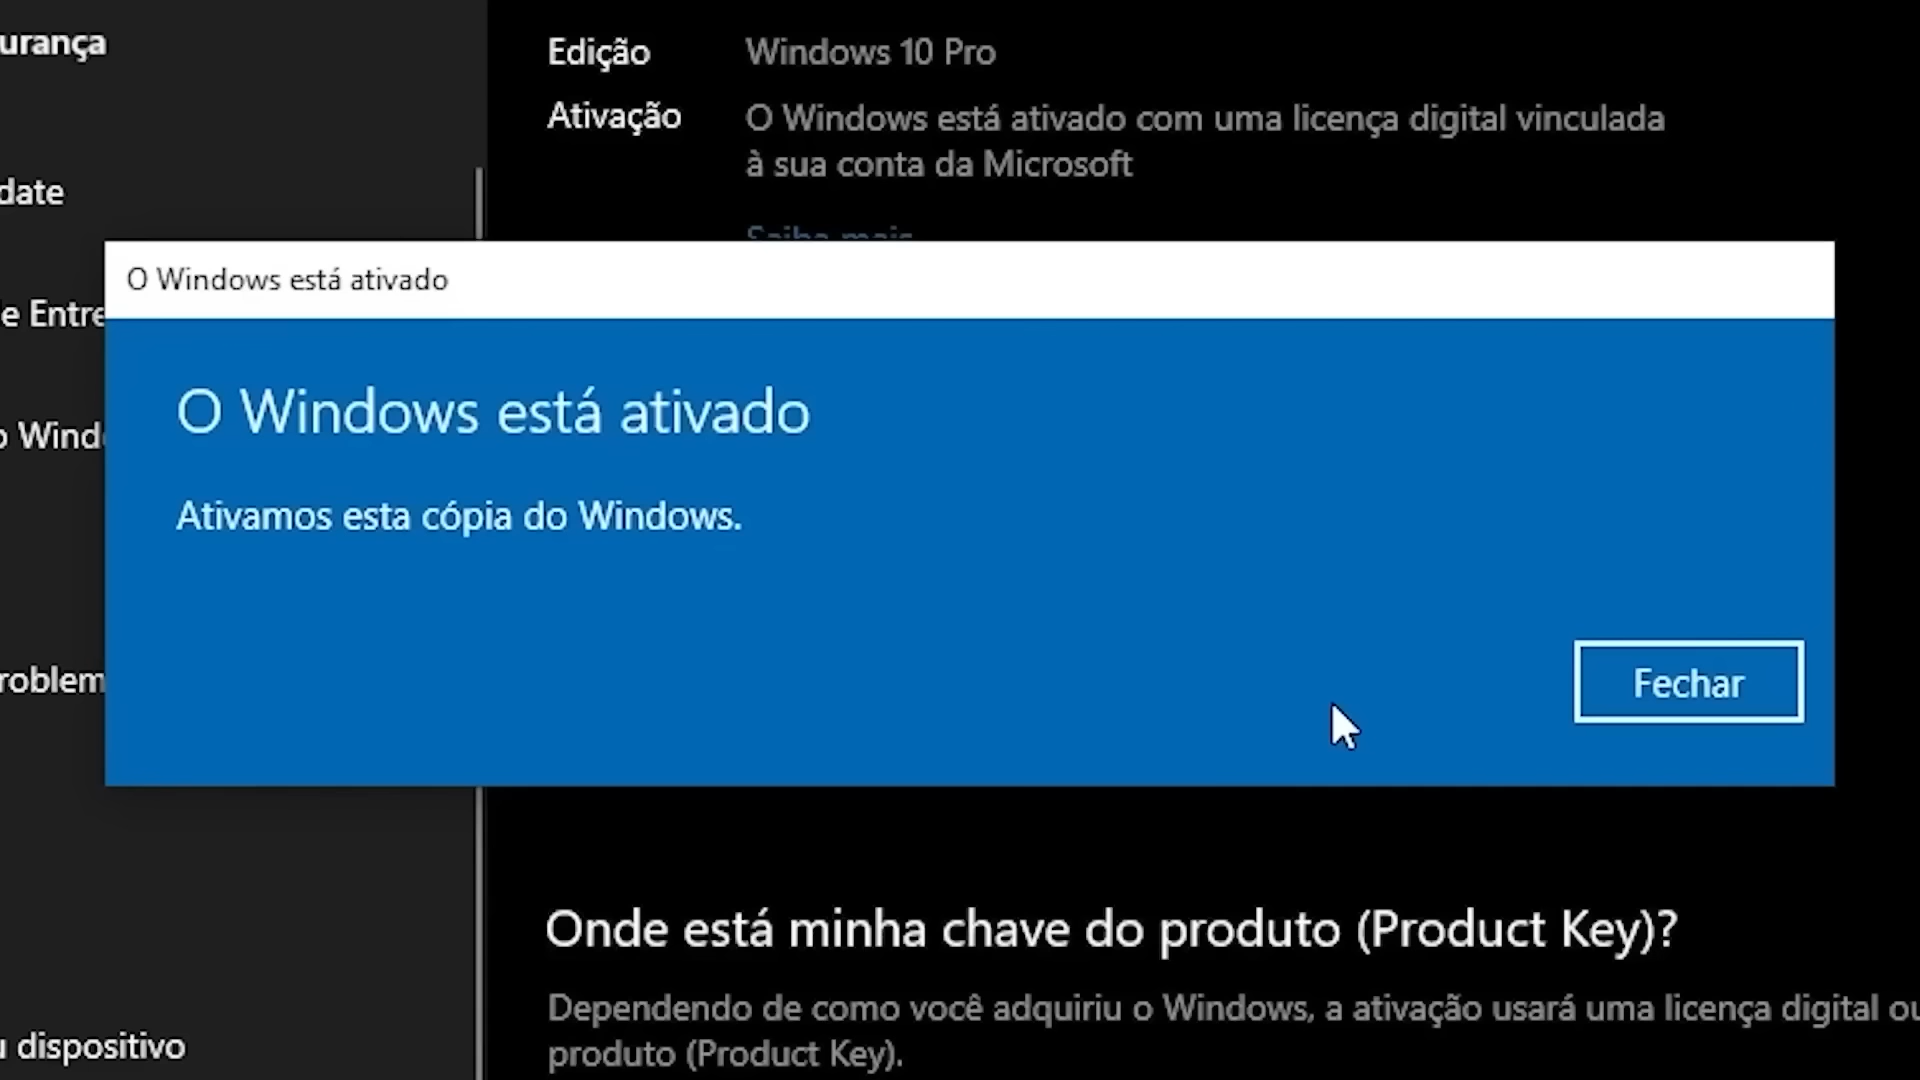 urança
date
e Entre
o Windo
roblem
u dispositivo
Edição Windows 10 Pro
Ativação O Windows está ativado com uma licença digital vinculada
à sua conta da Microsoft
Saiba mais
O Windows está ativado
O Windows está ativado
Ativamos esta cópia do Windows.
Fechar
Onde está minha chave do produto (Product Key)?
Dependendo de como você adquiriu o Windows, a ativação usará uma licença digital ou
produto (Product Key).